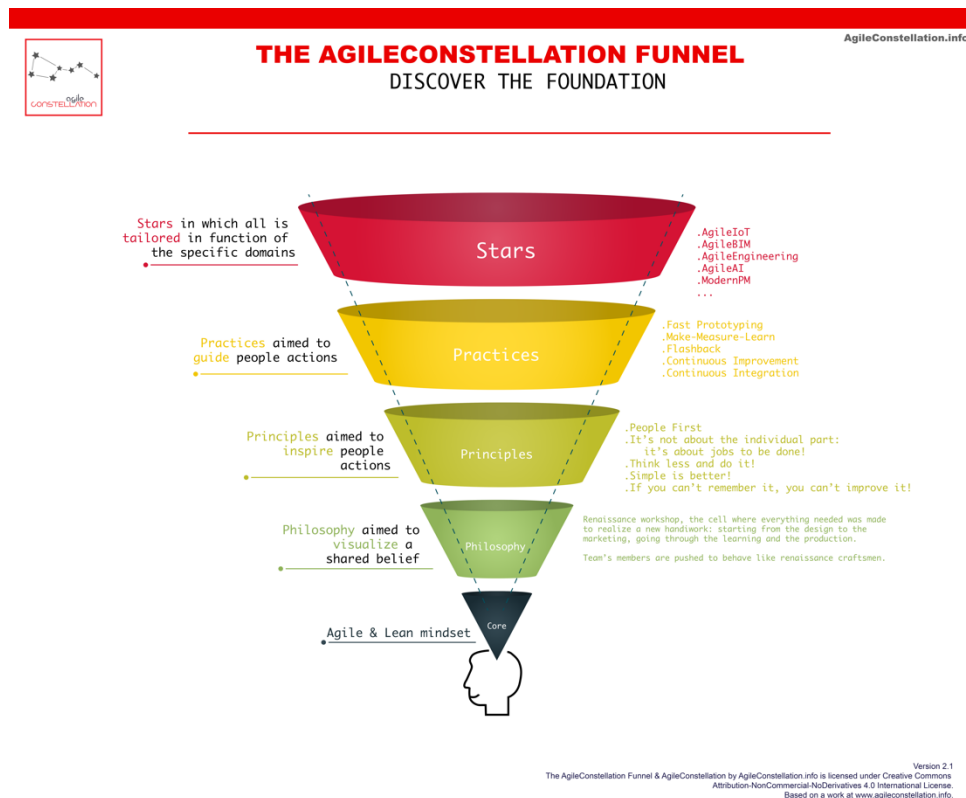 AgileConstellation.info
THE AGILECONSTELLATION FUNNEL
DISCOVER THE FOUNDATION
agile
CONSTELLATION
Stars in which all is
tailored in function of
the specific domains
Stars
.AgileIoT
.AgileBIM
.AgileEngineering
.AgileAI
.ModernPM
...
Practices aimed to
guide people actions
Practices
.Fast Prototyping
.Make-Measure-Learn
.Flashback
.Continuous Improvement
.Continuous Integration
Principles aimed to
inspire people
actions
Principles
.People First
.It's not about the individual part:
it's about jobs to be done!
.Think less and do it!
.Simple is better!
.If you can't remember it, you can't improve it!
Philosophy aimed to
visualize a
shared belief
Philosophy
Renaissance workshop, the cell where everything needed was made
to realize a new handiwork: starting from the design to the
marketing, going through the learning and the production.
Team's members are pushed to behave like renaissance craftsmen.
Agile & Lean mindset
Core
Version 2.1
The AgileConstellation Funnel & AgileConstellation by AgileConstellation.info is licensed under Creative Commons
Attribution-NonCommercial-NoDerivatives 4.0 International License.
Based on a work at www.agileconstellation.info.